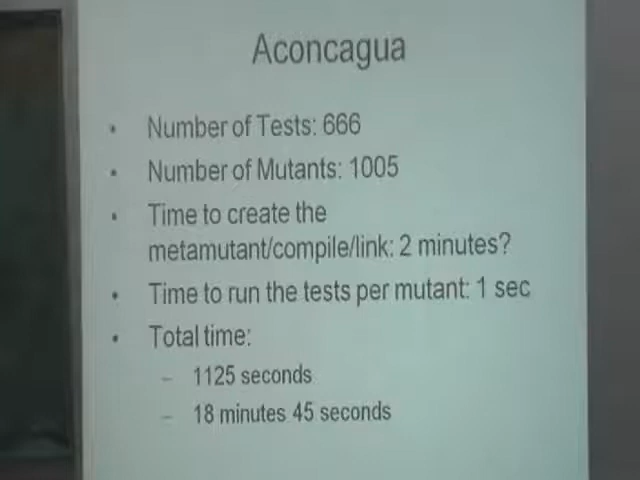 Aconcagua
• Number of Tests: 666
• Number of Mutants: 1005
• Time to create the
metamutant/compile/link: 2 minutes?
• Time to run the tests per mutant: 1 sec
• Total time:
– 1125 seconds
– 18 minutes 45 seconds